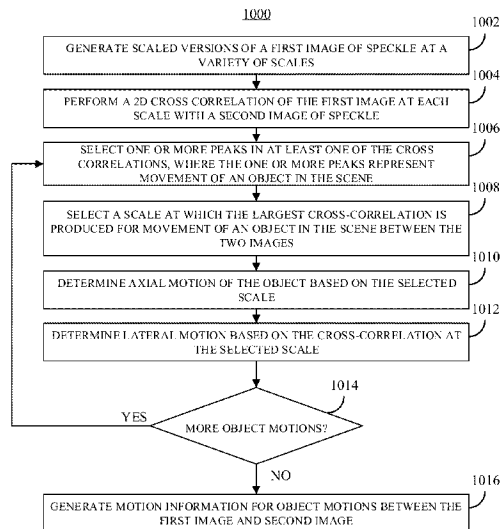 1000
1002
GENERATE SCALED VERSIONS OF A FIRST IMAGE OF SPECKLE AT A
VARIETY OF SCALES
1004
PERFORM A 2D CROSS CORRELATION OF THE FIRST IMAGE AT EACH
SCALE WITH A SECOND IMAGE OF SPECKLE
1006
SELECT ONE OR MORE PEAKS IN AT LEAST ONE OF THE CROSS
CORRELATIONS, WHERE THE ONE OR MORE PEAKS REPRESENT
MOVEMENT OF AN OBJECT IN THE SCENE
1008
SELECT A SCALE AT WHICH THE LARGEST CROSS-CORRELATION IS
PRODUCED FOR MOVEMENT OF AN OBJECT IN THE SCENE BETWEEN THE
TWO IMAGES
1010
DETERMINE AXIAL MOTION OF THE OBJECT BASED ON THE SELECTED
SCALE
1012
DETERMINE LATERAL MOTION BASED ON THE CROSS-CORRELATION AT
THE SELECTED SCALE
1014
YES
MORE OBJECT MOTIONS?
NO
1016
GENERATE MOTION INFORMATION FOR OBJECT MOTIONS BETWEEN THE
FIRST IMAGE AND SECOND IMAGE